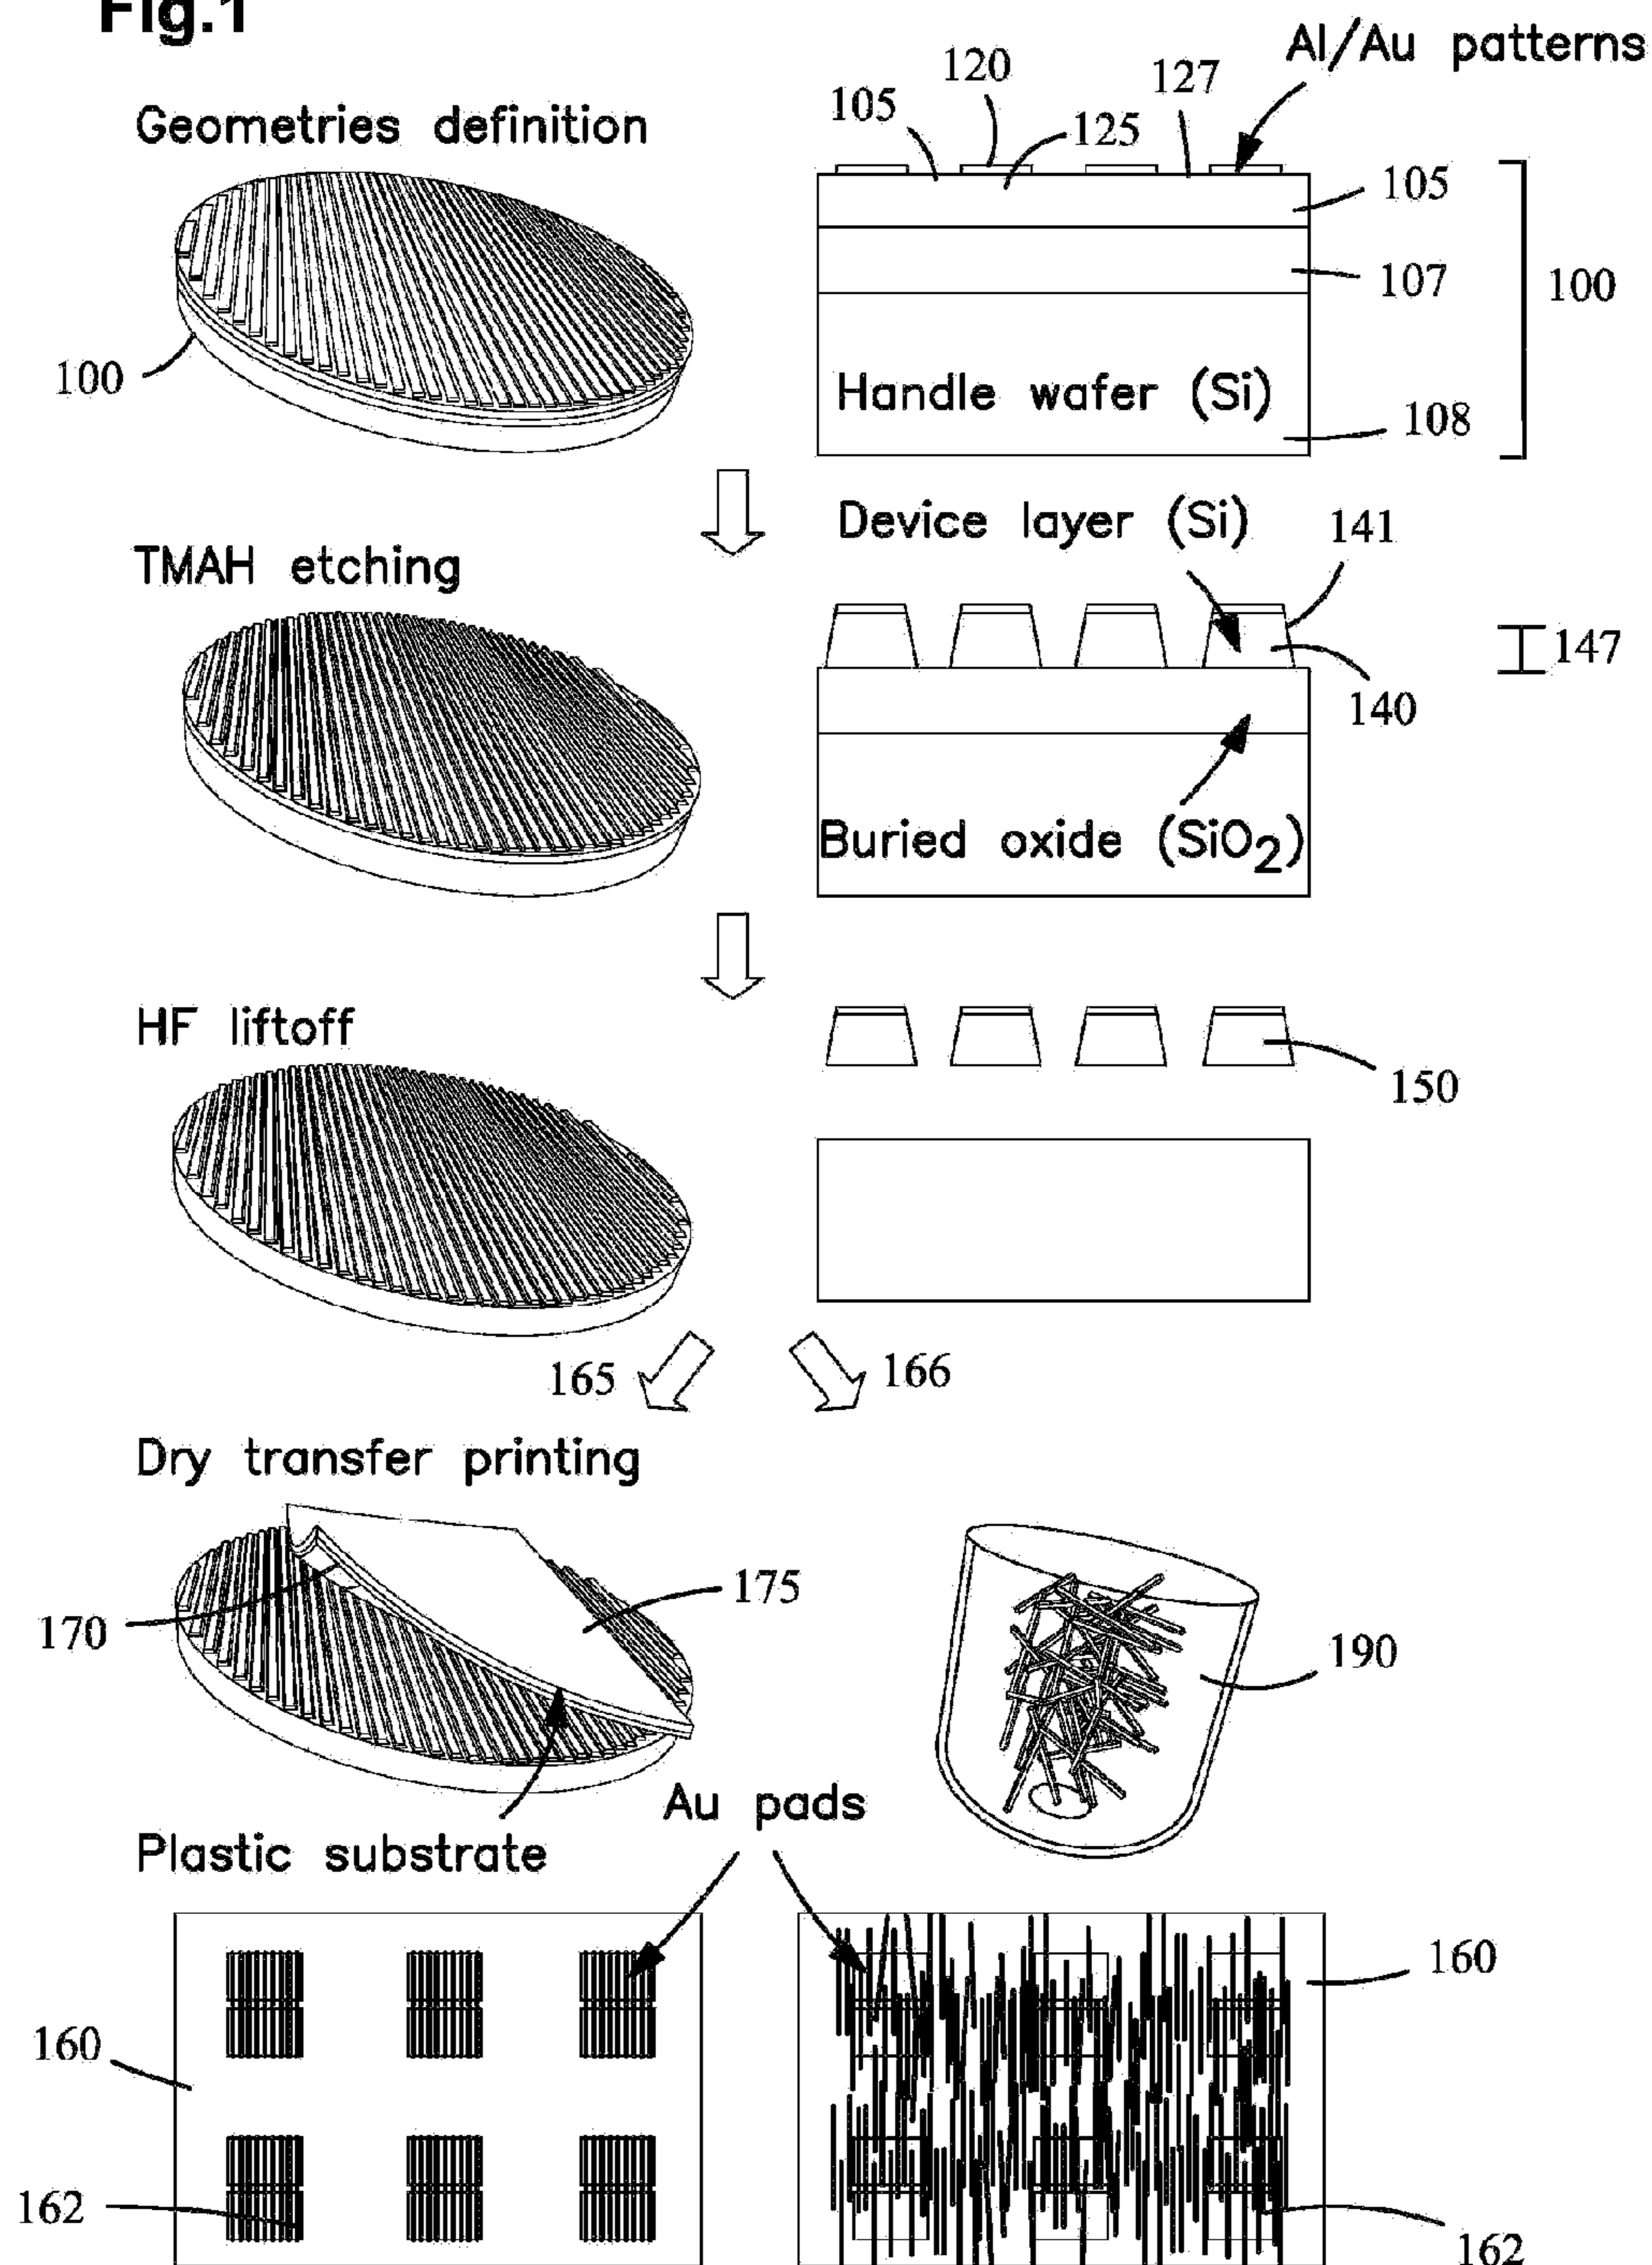 Fig.1
Al/Au patterns
120
127
105
125
Geometries definition
105
107
100
100
Handle wafer (Si)
108
Device layer (Si)
141
TMAH etching
147
140
Buried oxide (SiO2)
HF liftoff
150
165
166
Dry transfer printing
175
170
190
Au pads
Plastic substrate
160
160
162
162